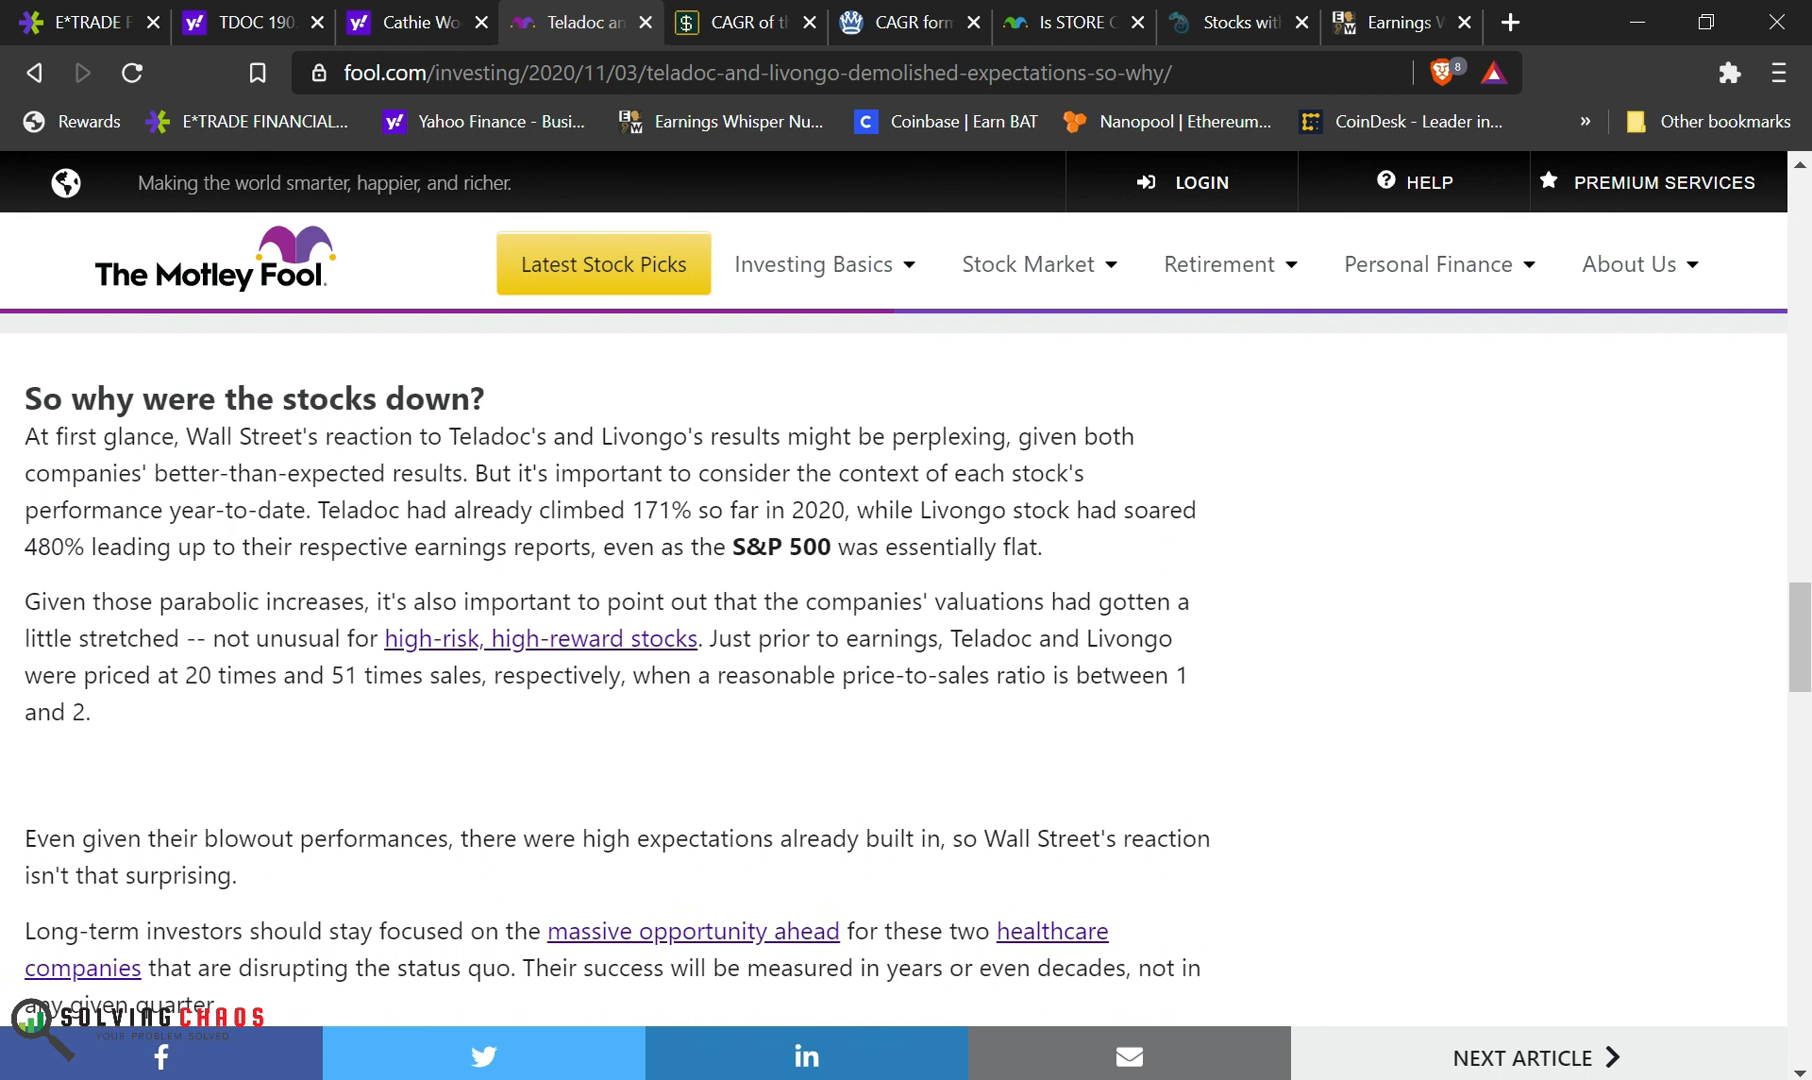 E*TRADE F
TDOC 190.
Cathie Wo
Teladoc an
CAGR of th
CAGR form
Is STORE C
Stocks with
Earnings W
fool.com/investing/2020/11/03/teladoc-and-livongo-demolished-expectations-so-why/
8
Rewards
E*TRADE FINANCIAL...
Yahoo Finance - Busi...
Earnings Whisper Nu...
Coinbase | Earn BAT
Nanopool | Ethereum...
CoinDesk - Leader in...
»
Other bookmarks
Making the world smarter, happier, and richer.
LOGIN
HELP
PREMIUM SERVICES
The Motley Fool.
Latest Stock Picks
Investing Basics
Stock Market
Retirement
Personal Finance
About Us
So why were the stocks down?
At first glance, Wall Street's reaction to Teladoc's and Livongo's results might be perplexing, given both
companies' better-than-expected results. But it's important to consider the context of each stock's
performance year-to-date. Teladoc had already climbed 171% so far in 2020, while Livongo stock had soared
480% leading up to their respective earnings reports, even as the S&P 500 was essentially flat.
Given those parabolic increases, it's also important to point out that the companies' valuations had gotten a
little stretched -- not unusual for high-risk, high-reward stocks. Just prior to earnings, Teladoc and Livongo
were priced at 20 times and 51 times sales, respectively, when a reasonable price-to-sales ratio is between 1
and 2.
Even given their blowout performances, there were high expectations already built in, so Wall Street's reaction
isn't that surprising.
Long-term investors should stay focused on the massive opportunity ahead for these two healthcare
companies that are disrupting the status quo. Their success will be measured in years or even decades, not in
any given quarter
SOLVING CHAOS
YOUR PROBLEM SOLVED
NEXT ARTICLE